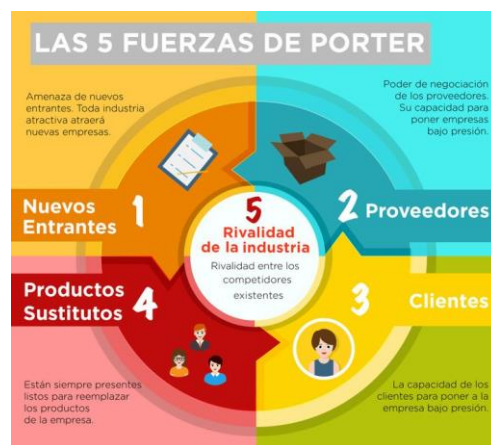 LAS 5 FUERZAS DE PORTER
Amenaza de nuevos
entrantes. Toda industria
atractiva atraerá
nuevas empresas.
Poder de negociación
de los proveedores.
Su capacidad para
poner empresas
bajo presión.
Nuevos
Entrantes
1
2
Proveedores
5
Rivalidad
de la industria
Rivalidad entre los
competidores
existentes
Productos
Sustitutos
4
3
Clientes
Están siempre presentes
listos para reemplazar
los productos
de la empresa.
La capacidad de los
clientes para poner a la
empresa bajo presión.